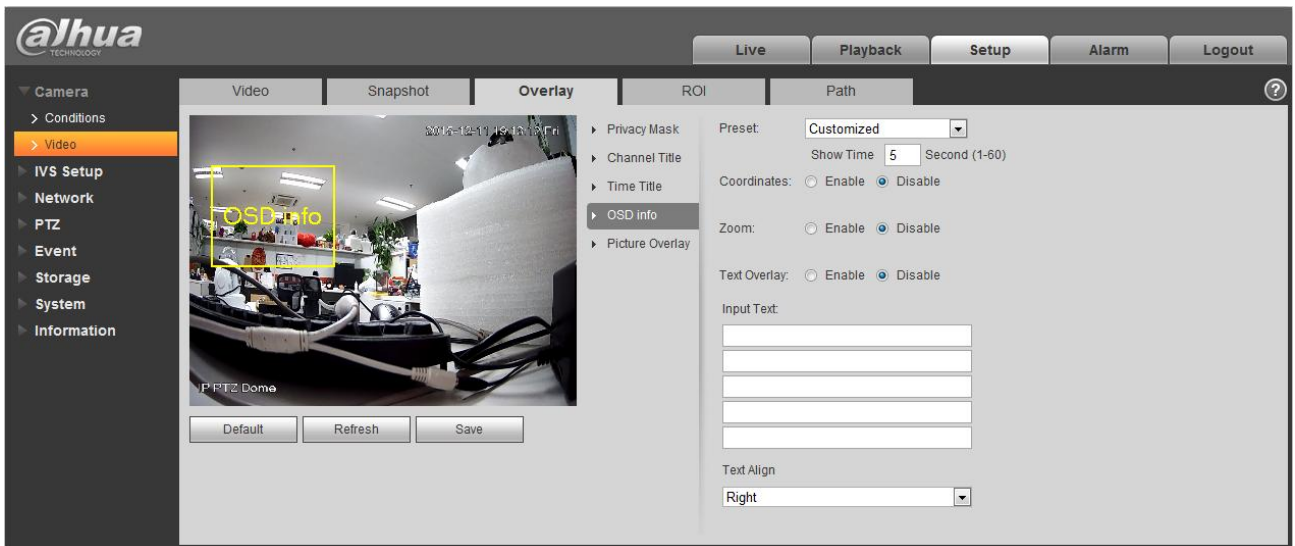 alhua
TECHNOLOGY
Live
Playback
Setup
Alarm
Logout
Camera
Conditions
Video
IVS Setup
Network
PTZ
Event
Storage
System
Information
Video
Snapshot
Overlay
ROI
Path
OSD info
IP PTZ Dome
Default
Refresh
Save
Privacy Mask
Channel Title
Time Title
OSD info
Picture Overlay
Preset: Customized
Show Time 5 Second (1-60)
Coordinates: Enable Disable
Zoom: Enable Disable
Text Overlay: Enable Disable
Input Text:
Text Align
Right